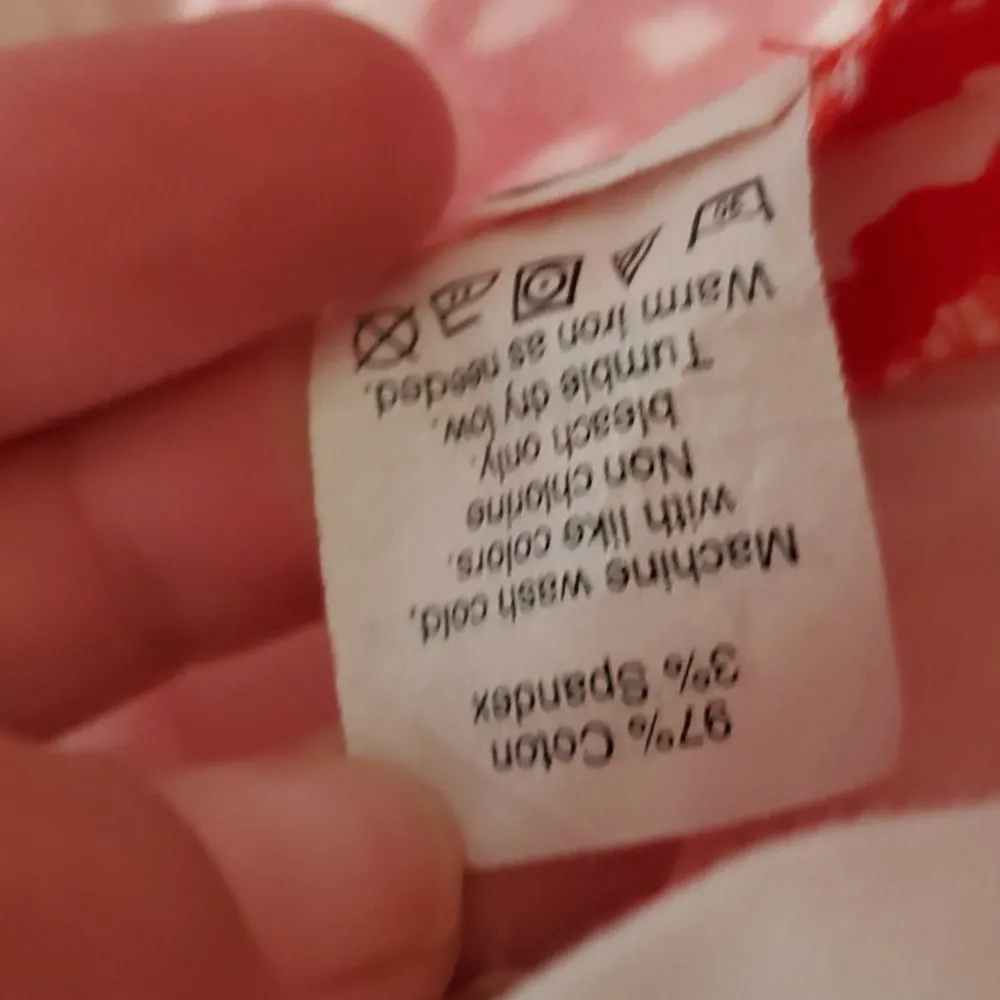 97% Coton
3% Spandex
Machine wash cold,
with like colors.
Non chlorine
bleach only.
Tumble dry low.
Warm iron as needed.
30